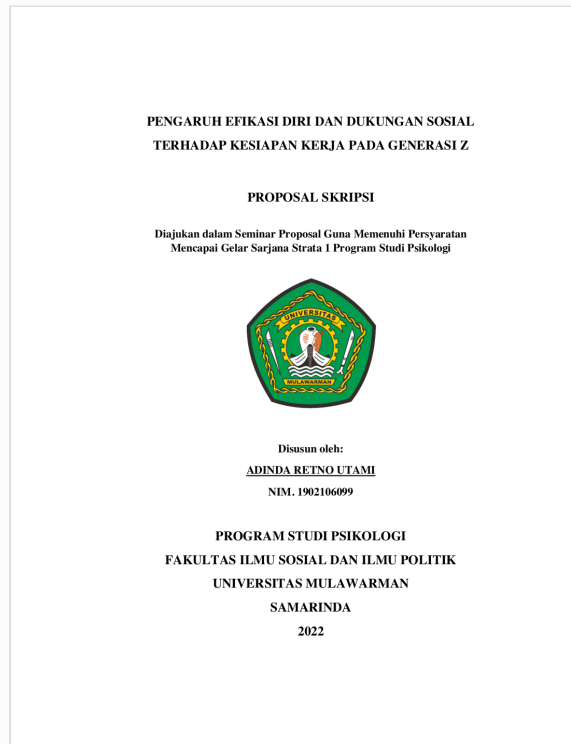 PENGARUH EFIKASI DIRI DAN DUKUNGAN SOSIAL
TERHADAP KESIAPAN KERJA PADA GENERASI Z
PROPOSAL SKRIPSI
Diajukan dalam Seminar Proposal Guna Memenuhi Persyaratan
Mencapai Gelar Sarjana Strata 1 Program Studi Psikologi
UNIVERSITAS
MULAWARMAN
Disusun oleh:
ADINDA RETNO UTAMI
NIM. 1902106099
PROGRAM STUDI PSIKOLOGI
FAKULTAS ILMU SOSIAL DAN ILMU POLITIK
UNIVERSITAS MULAWARMAN
SAMARINDA
2022